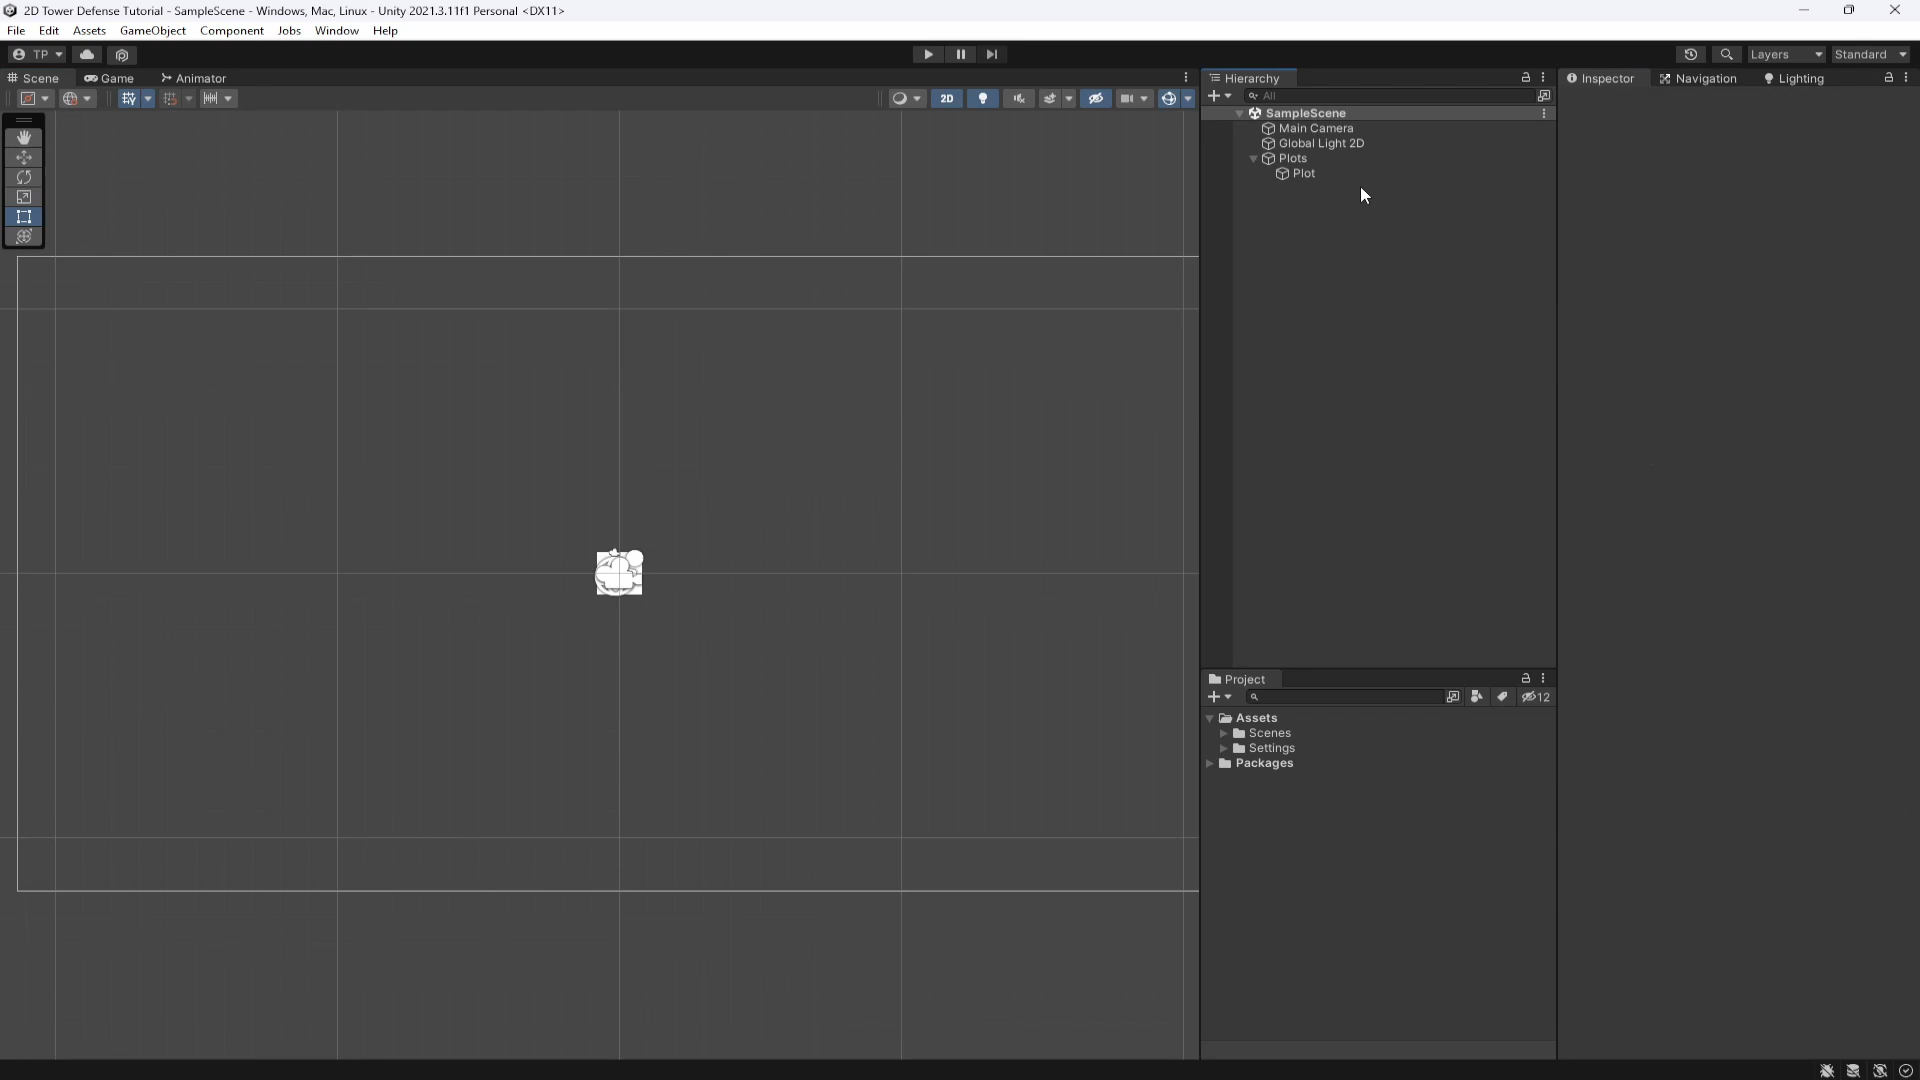 2D Tower Defense Tutorial - SampleScene - Windows, Mac, Linux - Unity 2021.3.11f1 Personal <DX11>
File Edit Assets GameObject Component Jobs Window Help
TP Layers Standard
Scene Game Animator Hierarchy Inspector Navigation Lighting
2D All
SampleScene
Main Camera
Global Light 2D
Plots
Plot
Project
12
Assets
Scenes
Settings
Packages